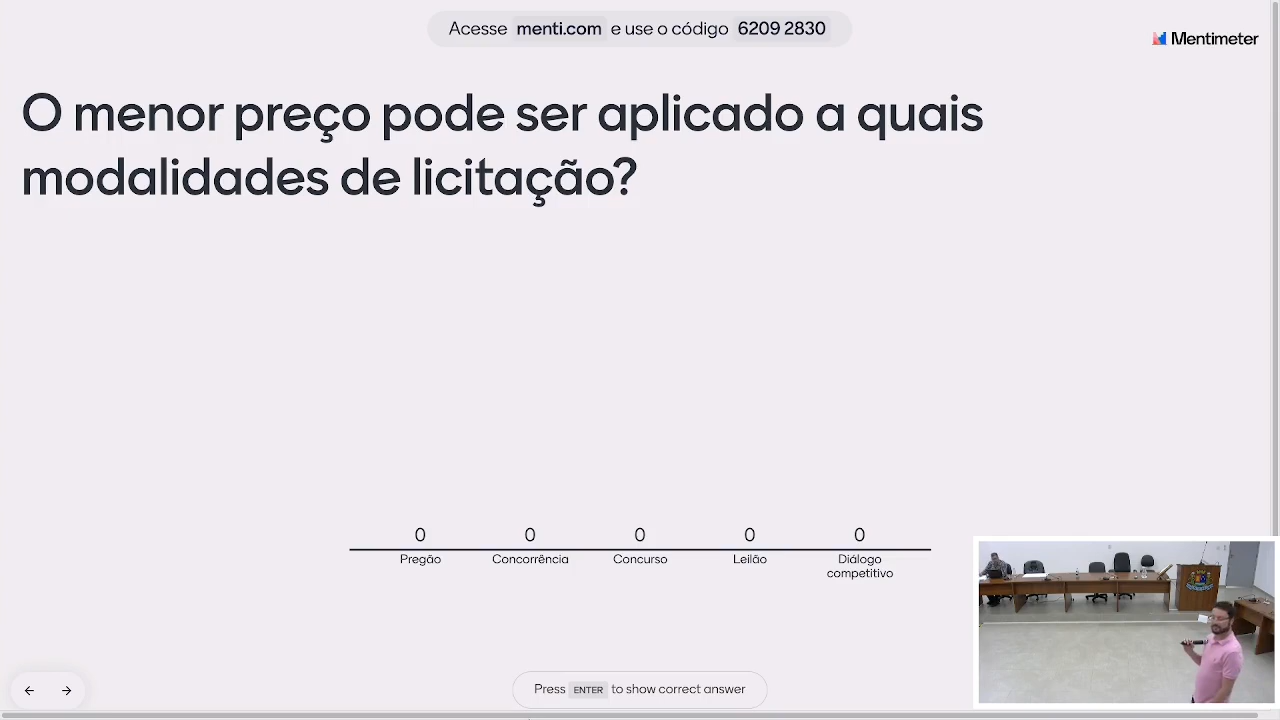 Acesse menti.com e use o código 6209 2830
Mentimeter
O menor preço pode ser aplicado a quais
modalidades de licitação?
0 0 0 0 0
Pregão Concorrência Concurso Leilão Diálogo
competitivo
Press ENTER to show correct answer